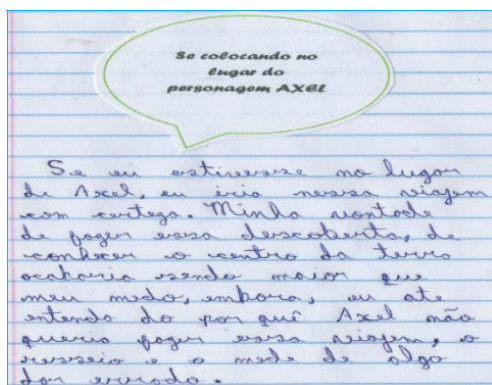 Se colocando no
lugar do
personagem AXEL
Se eu estivesse no lugar
de Axel, eu iria nessa viagem
com certeza. Minha vontade
de fazer essa descoberta, de
conhecer o centro da terra
acabaria sendo maior que
meu medo, embora, eu ate
entendo do por quê Axel não
queria fazer essa viagem, o
resseio e o medo de algo
dar errado.